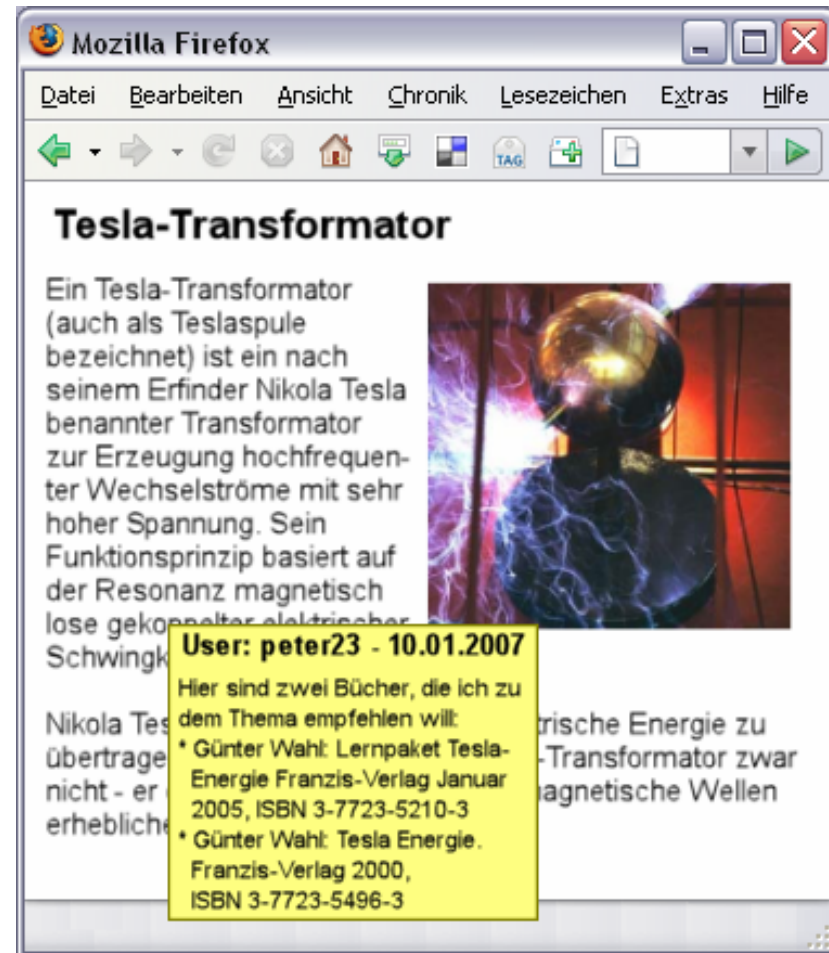 Mozilla Firefox
Datei Bearbeiten Ansicht Chronik Lesezeichen Extras Hilfe
TAG
Tesla-Transformator
Ein Tesla-Transformator
(auch als Teslaspule
bezeichnet) ist ein nach
seinem Erfinder Nikola Tesla
benannter Transformator
zur Erzeugung hochfrequen-
ter Wechselströme mit sehr
hoher Spannung. Sein
Funktionsprinzip basiert auf
der Resonanz magnetisch
lose gekoppelter elektrischer
Schwingk
User: peter23 - 10.01.2007
Hier sind zwei Bücher, die ich zu
dem Thema empfehlen will:
* Günter Wahl: Lernpaket Tesla-
Energie Franzis-Verlag Januar
2005, ISBN 3-7723-5210-3
* Günter Wahl: Tesla Energie.
Franzis-Verlag 2000,
ISBN 3-7723-5496-3
Nikola Tes trische Energie zu
übertrage -Transformator zwar
nicht - er agnetische Wellen
erhebliche